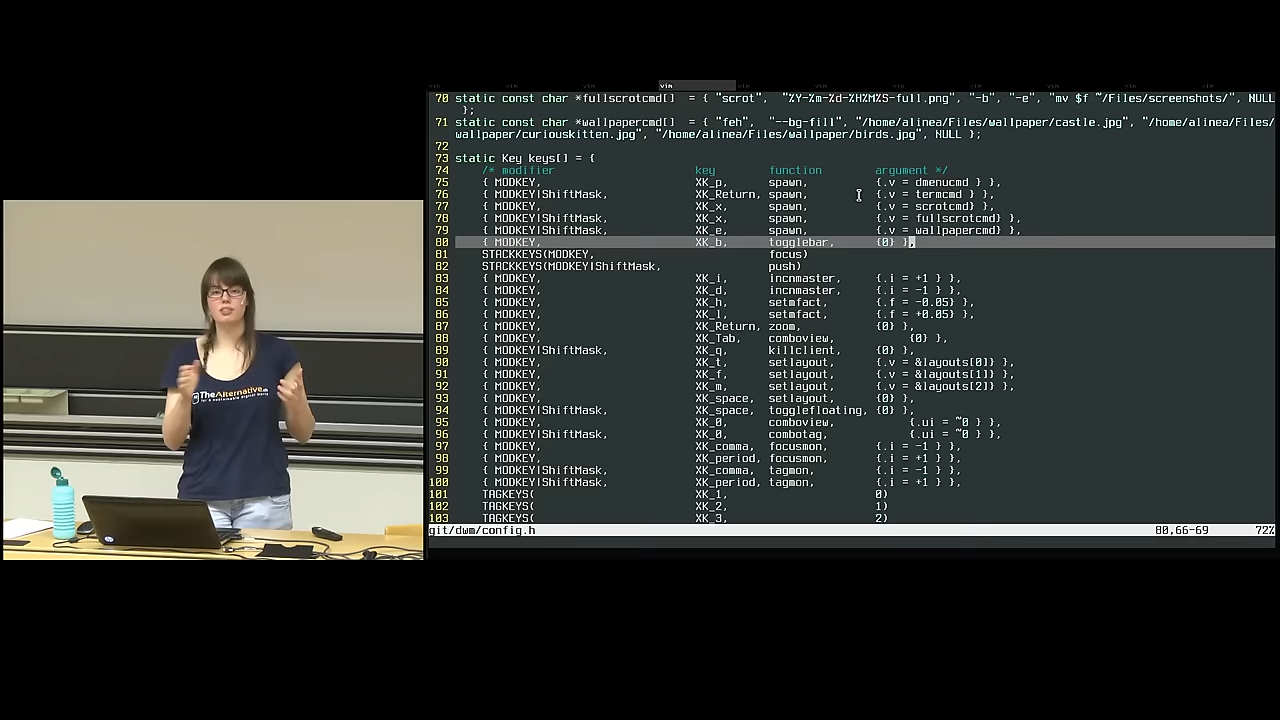 vim
70 static const char *fullscrotcmd[]  = { "scrot",  "%Y-%m-%d-%H%M%S-full.png", "-b", "-e", "mv $f ~/Files/screenshots/", NULL
 };
71 static const char *wallpapercmd[]  = { "feh",  "--bg-fill", "/home/alinea/Files/wallpaper/castle.jpg", "/home/alinea/Files/
wallpaper/curiouskitten.jpg", "/home/alinea/Files/wallpaper/birds.jpg", NULL };
72
73 static Key keys[] = {
74     /* modifier                     key        function        argument */
75     { MODKEY,                       XK_p,      spawn,          {.v = dmenucmd } },
76     { MODKEY|ShiftMask,             XK_Return, spawn,          {.v = termcmd } },
77     { MODKEY,                       XK_x,      spawn,          {.v = scrotcmd} },
78     { MODKEY|ShiftMask,             XK_x,      spawn,          {.v = fullscrotcmd} },
79     { MODKEY|ShiftMask,             XK_e,      spawn,          {.v = wallpapercmd} },
80     { MODKEY,                       XK_b,      togglebar,      {0} },
81     STACKKEYS(MODKEY,                          focus)
82     STACKKEYS(MODKEY|ShiftMask,                push)
83     { MODKEY,                       XK_i,      incnmaster,     {.i = +1 } },
84     { MODKEY,                       XK_d,      incnmaster,     {.i = -1 } },
85     { MODKEY,                       XK_h,      setmfact,       {.f = -0.05} },
86     { MODKEY,                       XK_l,      setmfact,       {.f = +0.05} },
87     { MODKEY,                       XK_Return, zoom,           {0} },
88     { MODKEY,                       XK_Tab,    comboview,           {0} },
89     { MODKEY|ShiftMask,             XK_q,      killclient,     {0} },
90     { MODKEY,                       XK_t,      setlayout,      {.v = &layouts[0]} },
91     { MODKEY,                       XK_f,      setlayout,      {.v = &layouts[1]} },
92     { MODKEY,                       XK_m,      setlayout,      {.v = &layouts[2]} },
93     { MODKEY,                       XK_space,  setlayout,      {0} },
94     { MODKEY|ShiftMask,             XK_space,  togglefloating, {0} },
95     { MODKEY,                       XK_0,      comboview,           {.ui = ~0 } },
96     { MODKEY|ShiftMask,             XK_0,      combotag,            {.ui = ~0 } },
97     { MODKEY,                       XK_comma,  focusmon,       {.i = -1 } },
98     { MODKEY,                       XK_period, focusmon,       {.i = +1 } },
99     { MODKEY|ShiftMask,             XK_comma,  tagmon,         {.i = -1 } },
100     { MODKEY|ShiftMask,             XK_period, tagmon,         {.i = +1 } },
101     TAGKEYS(                        XK_1,                      0)
102     TAGKEYS(                        XK_2,                      1)
103     TAGKEYS(                        XK_3,                      2)
git/dwm/config.h                                80,66-69       72%
TheAlternative.ch
for a sustainable digital world
hp